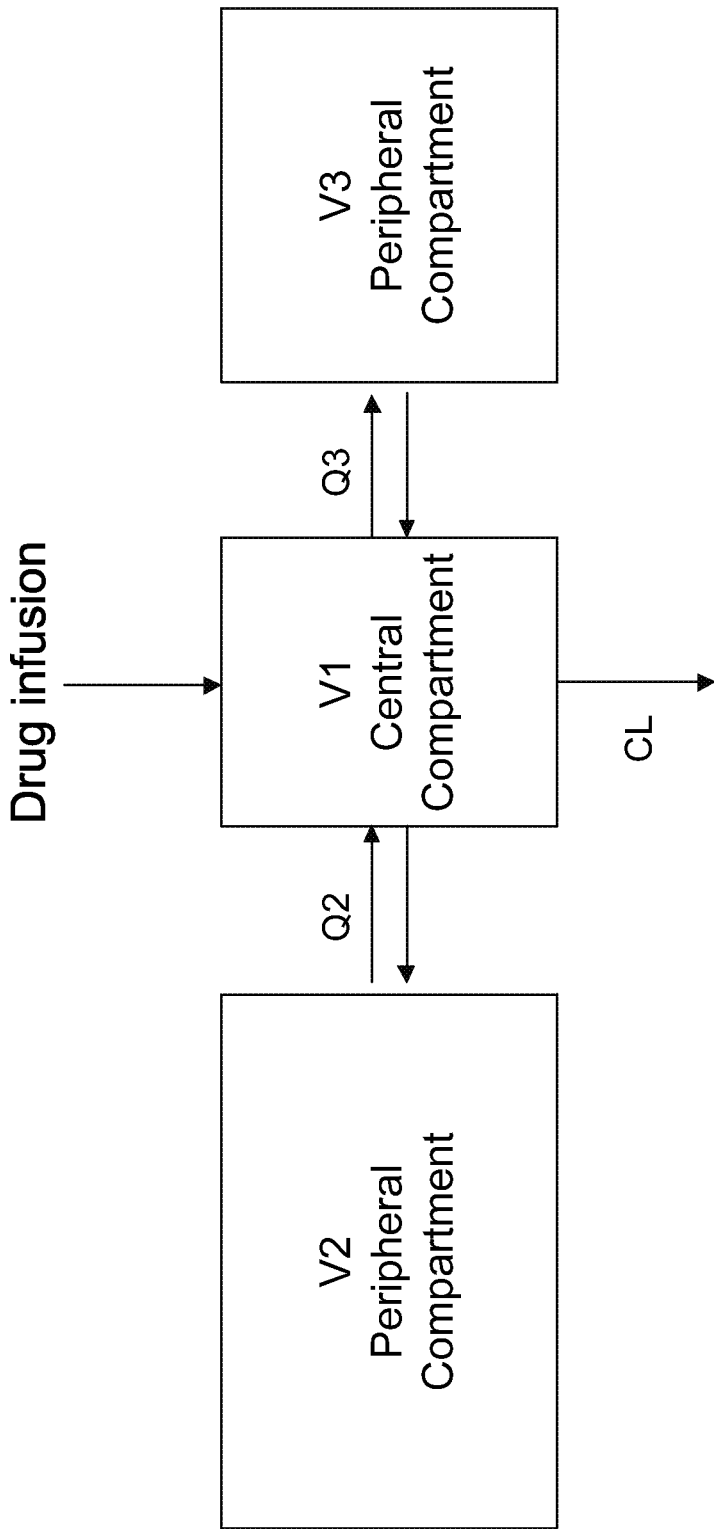 Drug infusion
V2
Peripheral
Compartment
Q2
V1
Central
Compartment
Q3
V3
Peripheral
Compartment
CL